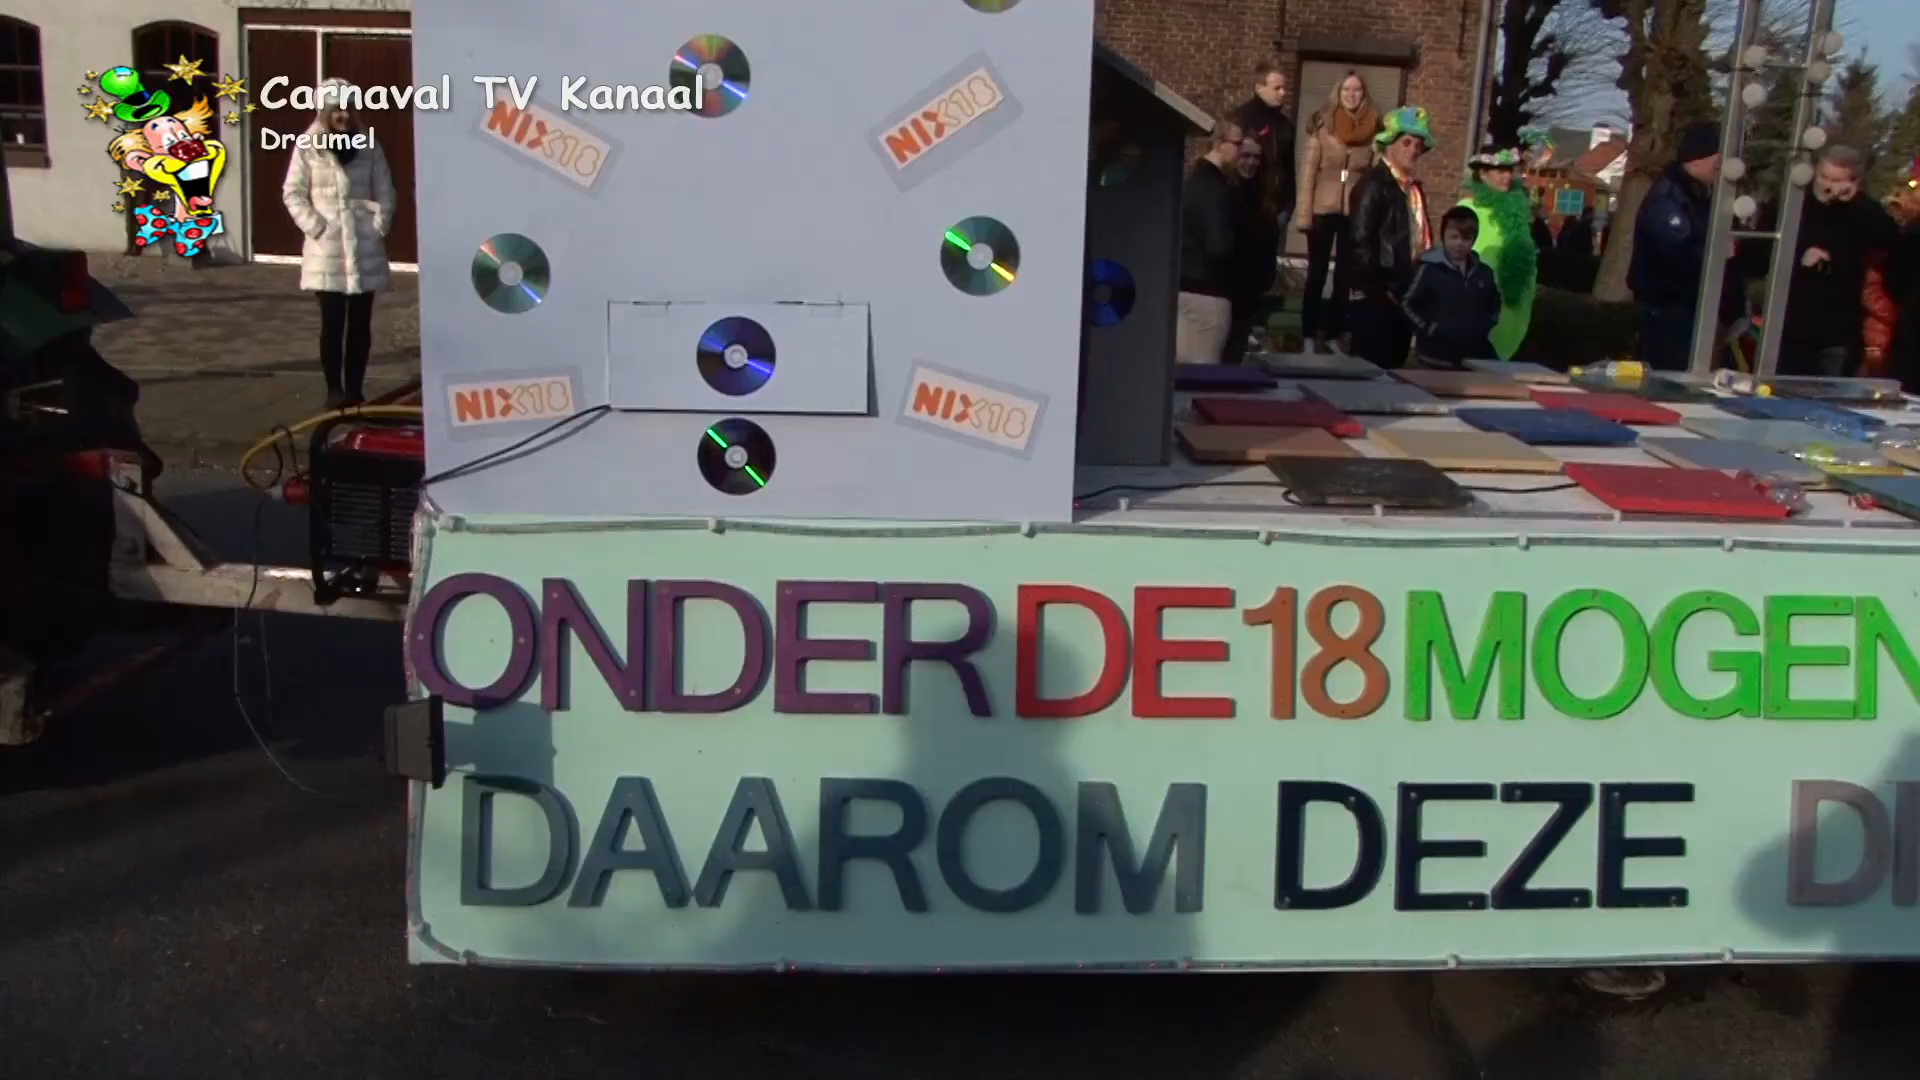 Carnaval TV Kanaal
Dreumel
NIX18
NIX18
NIX18
NIX18
ONDER DE 18 MOGEN
DAAROM DEZE